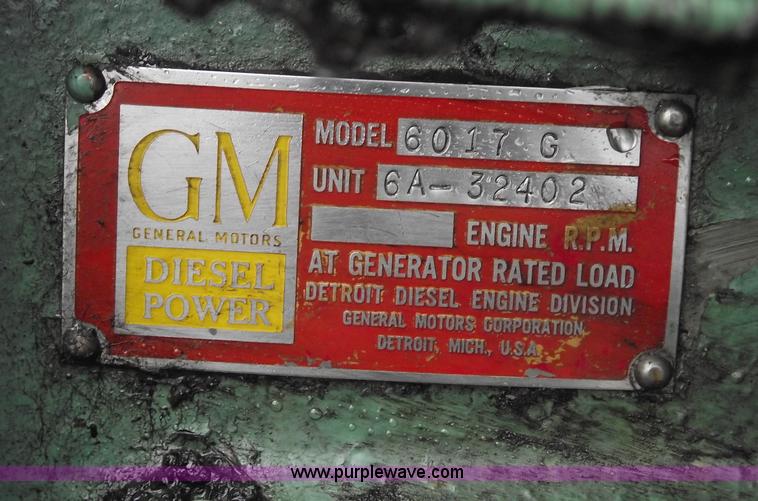 GM
GENERAL MOTORS
DIESEL
POWER
MODEL 6017 G
UNIT 6A-32402
ENGINE R.P.M.
AT GENERATOR RATED LOAD
DETROIT DIESEL ENGINE DIVISION
GENERAL MOTORS CORPORATION
DETROIT, MICH., U.S.A.
www.purplewave.com